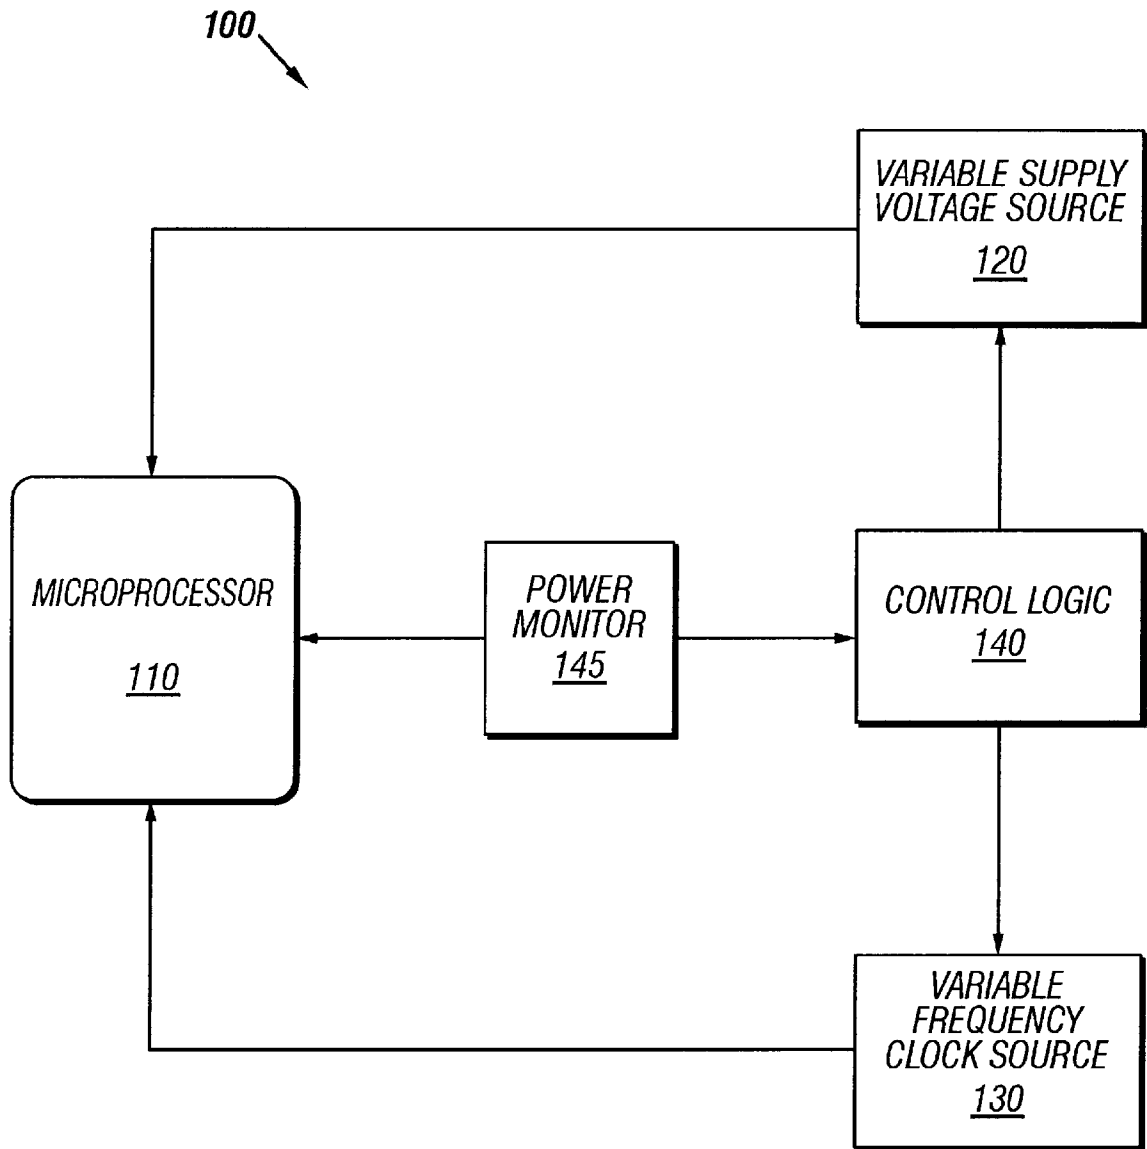 100
VARIABLE SUPPLY
VOLTAGE SOURCE
120
MICROPROCESSOR
110
POWER
MONITOR
145
CONTROL LOGIC
140
VARIABLE
FREQUENCY
CLOCK SOURCE
130